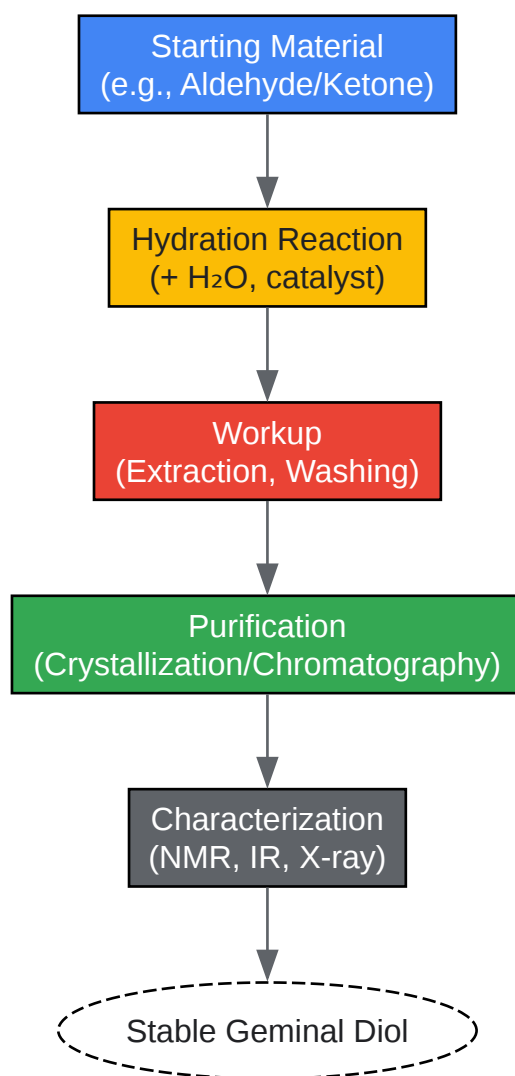 Starting Material
(e.g., Aldehyde/Ketone)
Hydration Reaction
(+ H₂O, catalyst)
Workup
(Extraction, Washing)
Purification
(Crystallization/Chromatography)
Characterization
(NMR, IR, X-ray)
Stable Geminal Diol